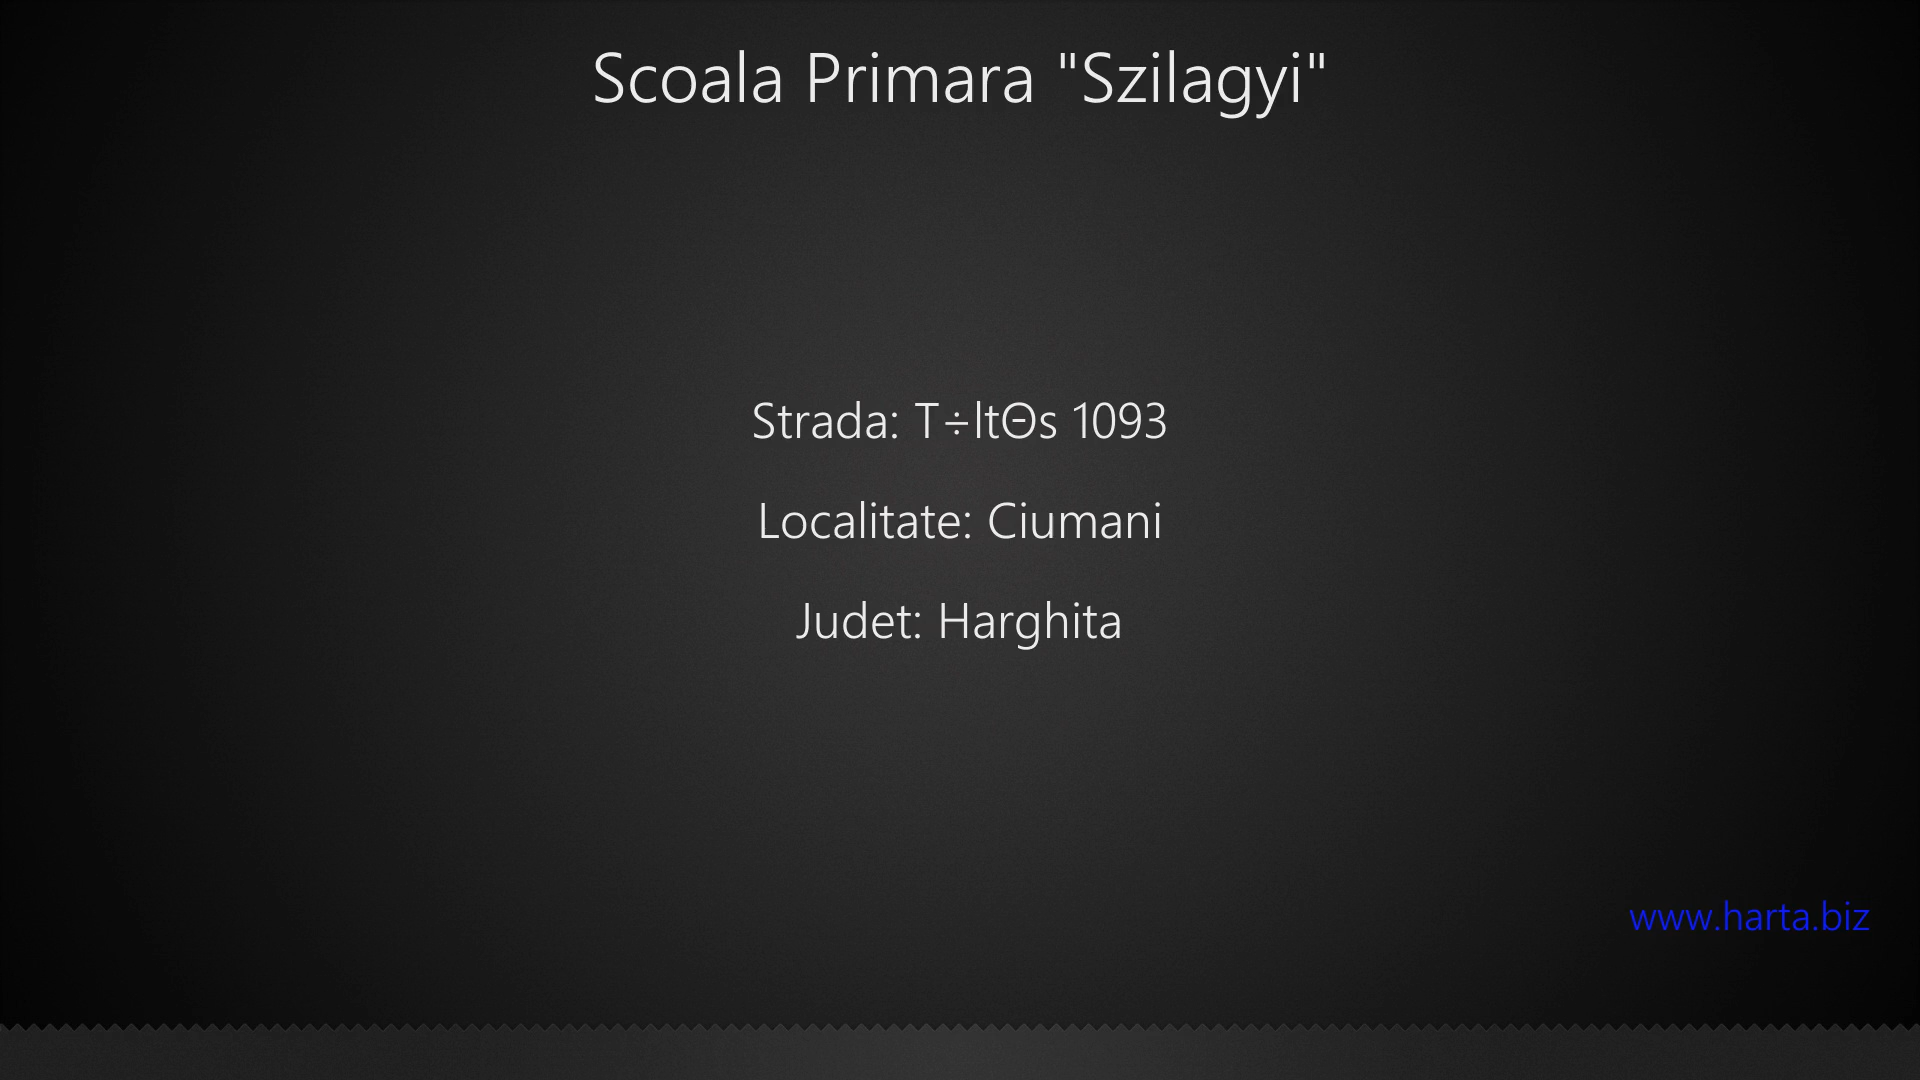 Scoala Primara "Szilagyi"
Strada: T÷ltΘs 1093
Localitate: Ciumani
Judet: Harghita
www.harta.biz